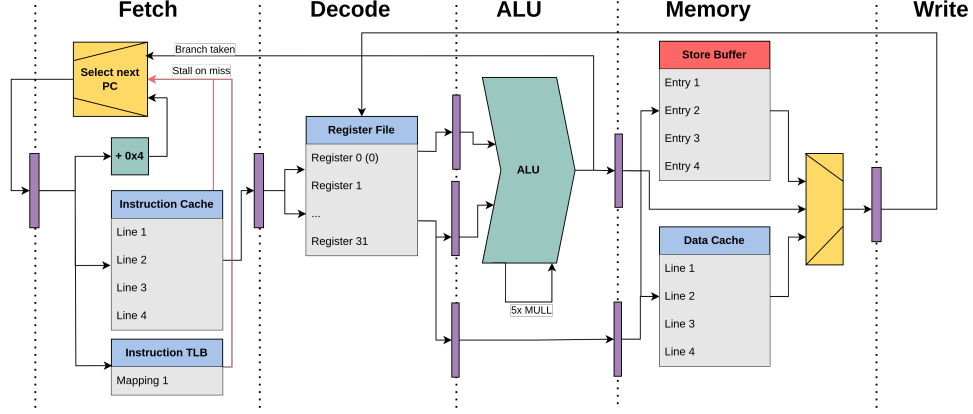 Fetch
Decode
ALU
Memory
Write
Branch taken
Stall on miss
Select next
PC
+ 0x4
Instruction Cache
Line 1
Line 2
Line 3
Line 4
Instruction TLB
Mapping 1
Register File
Register 0 (0)
Register 1
...
Register 31
ALU
5x MULL
Store Buffer
Entry 1
Entry 2
Entry 3
Entry 4
Data Cache
Line 1
Line 2
Line 3
Line 4